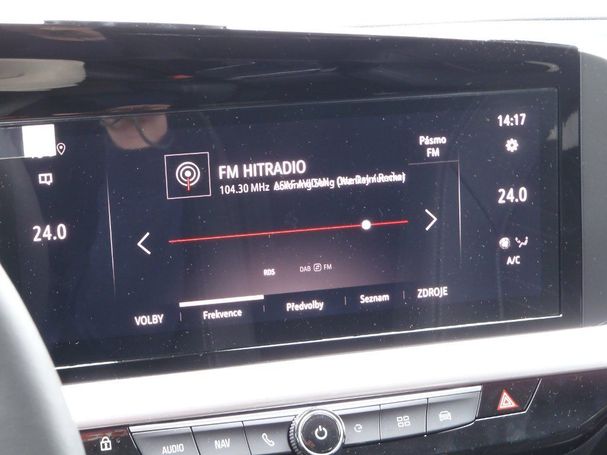 14:17
Pásmo
FM
FM HITRADIO
104.30 MHz
24.0
24.0
A/C
RDS
DAB FM
VOLBY
Frekvence
Předvolby
Seznam
ZDROJE
AUDIO
NAV